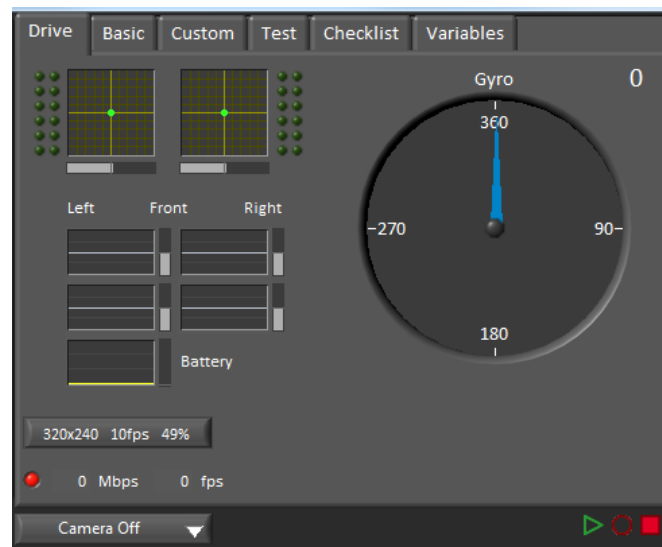 Drive Basic Custom Test Checklist Variables
Gyro 0
360
Left Front Right
-270 90-
180
Battery
320x240 10fps 49%
0 Mbps 0 fps
Camera Off